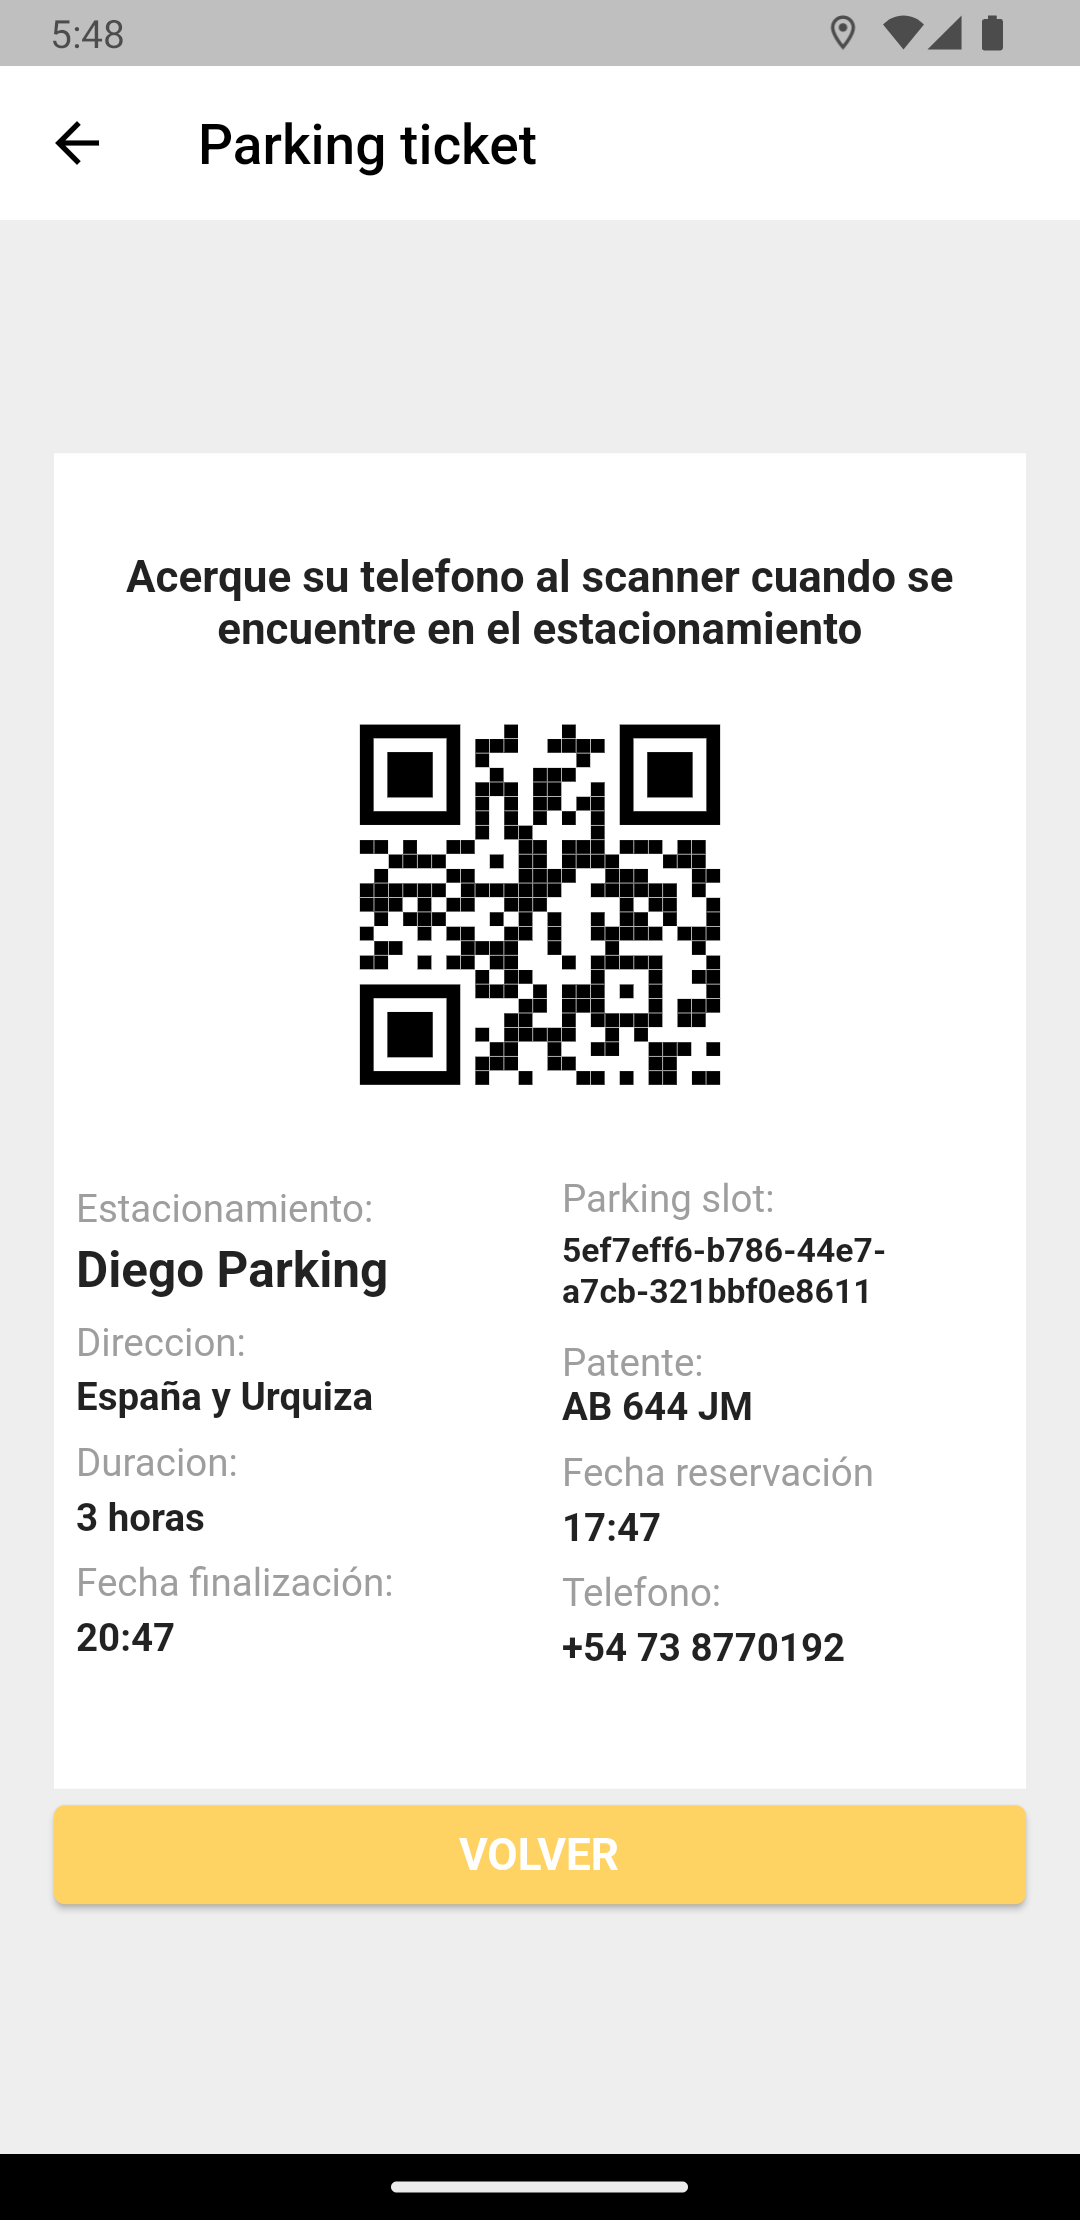 5:48
Parking ticket
Acerque su telefono al scanner cuando se
encuentre en el estacionamiento
Estacionamiento:
Diego Parking
Direccion:
España y Urquiza
Duracion:
3 horas
Fecha finalización:
20:47
Parking slot:
5ef7eff6-b786-44e7-
a7cb-321bbf0e8611
Patente:
AB 644 JM
Fecha reservación
17:47
Telefono:
+54 73 8770192
VOLVER